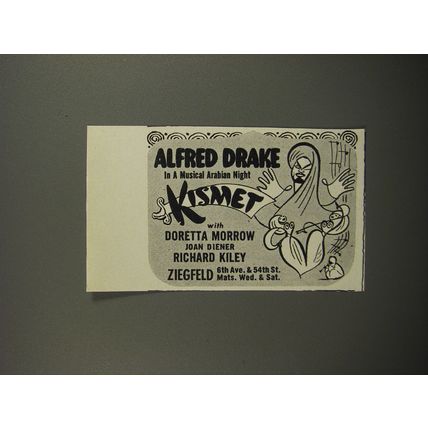 ALFRED DRAKE
In A Musical Arabian Night
KISMET
with
DORETTA MORROW
JOAN DIENER
RICHARD KILEY
ZIEGFELD 6th Ave. & 54th St.
Mats. Wed. & Sat.